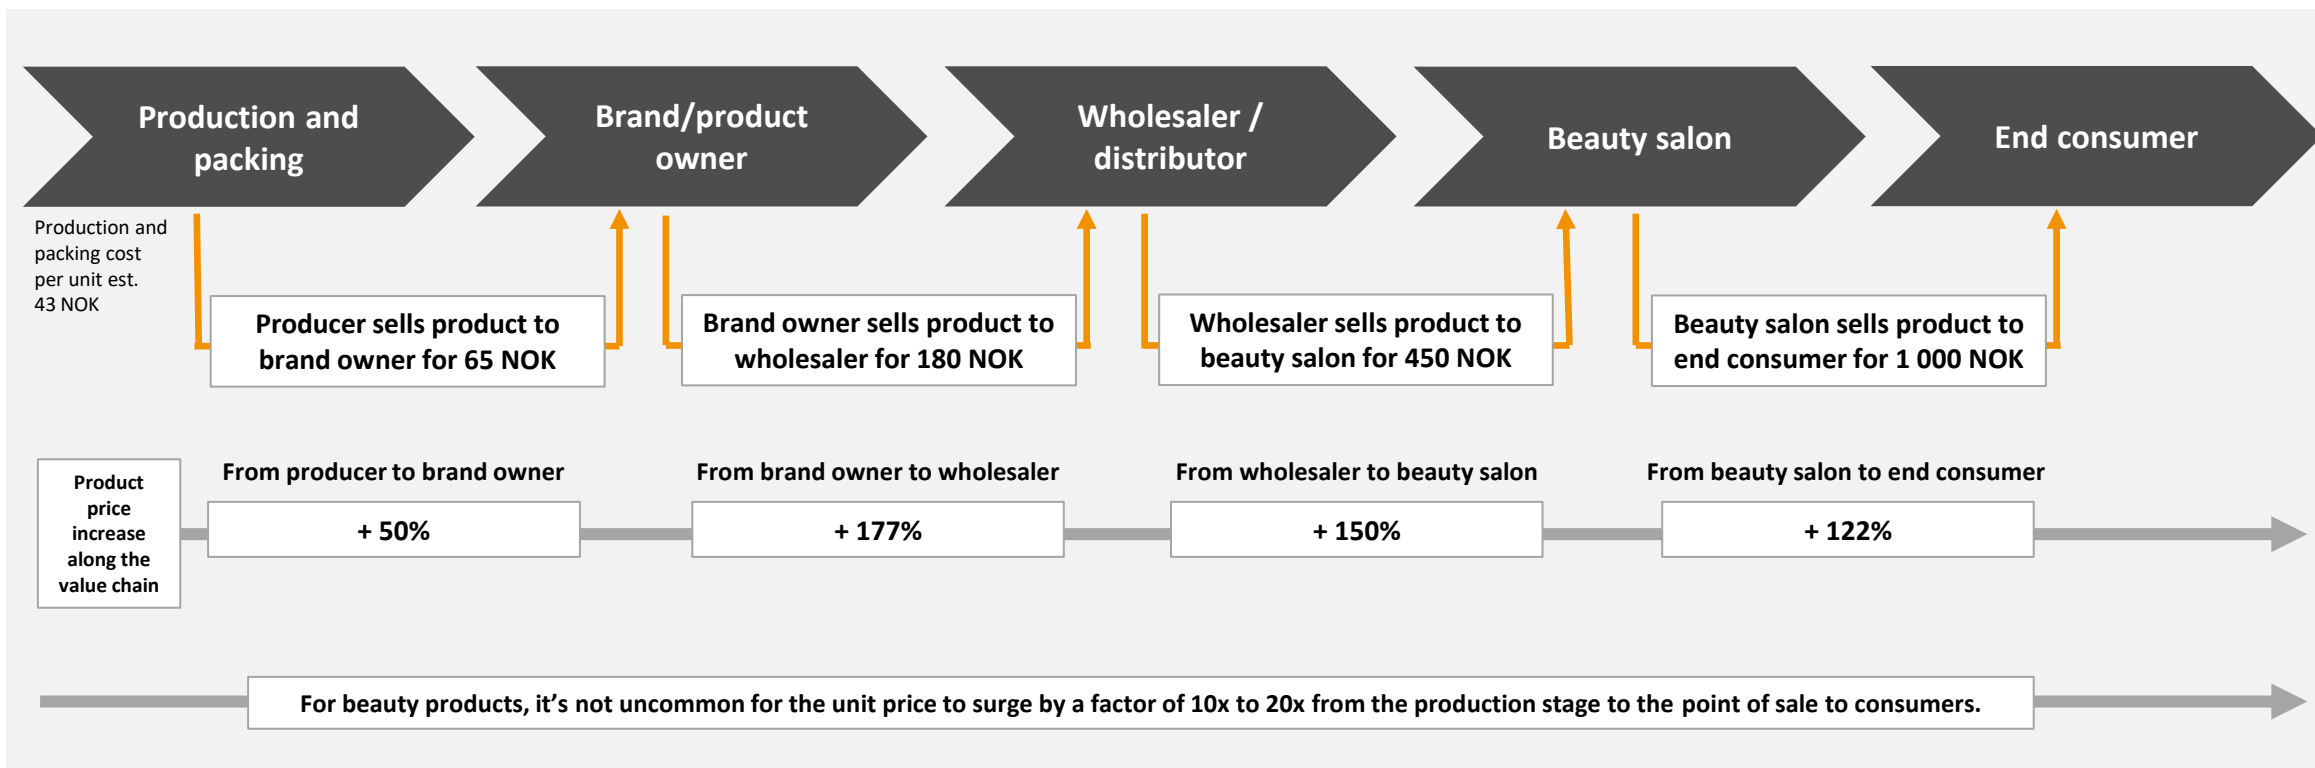 Production and
packing
Brand/product
owner
Wholesaler /
distributor
Beauty salon
End consumer
Production and
packing cost
per unit est.
43 NOK
Producer sells product to
brand owner for 65 NOK
Brand owner sells product to
wholesaler for 180 NOK
Wholesaler sells product to
beauty salon for 450 NOK
Beauty salon sells product to
end consumer for 1 000 NOK
Product
price
increase
along the
value chain
From producer to brand owner
+ 50%
From brand owner to wholesaler
+ 177%
From wholesaler to beauty salon
+ 150%
From beauty salon to end consumer
+ 122%
For beauty products, it’s not uncommon for the unit price to surge by a factor of 10x to 20x from the production stage to the point of sale to consumers.